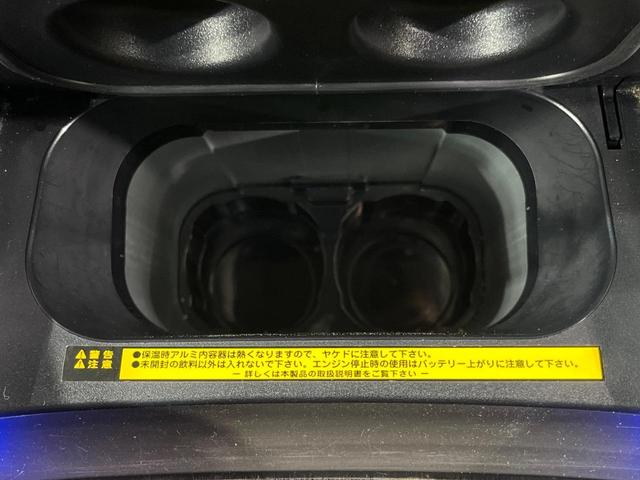 ⚠警告 ●保温時アルミ内容器は熱くなりますので、ヤケドに注意して下さい。
⚠注意 ●未開封の飲料以外は入れないで下さい。エンジン停止時の使用はバッテリー上がりに注意して下さい。
ー 詳しくは本製品の取扱説明書をご覧下さい ー